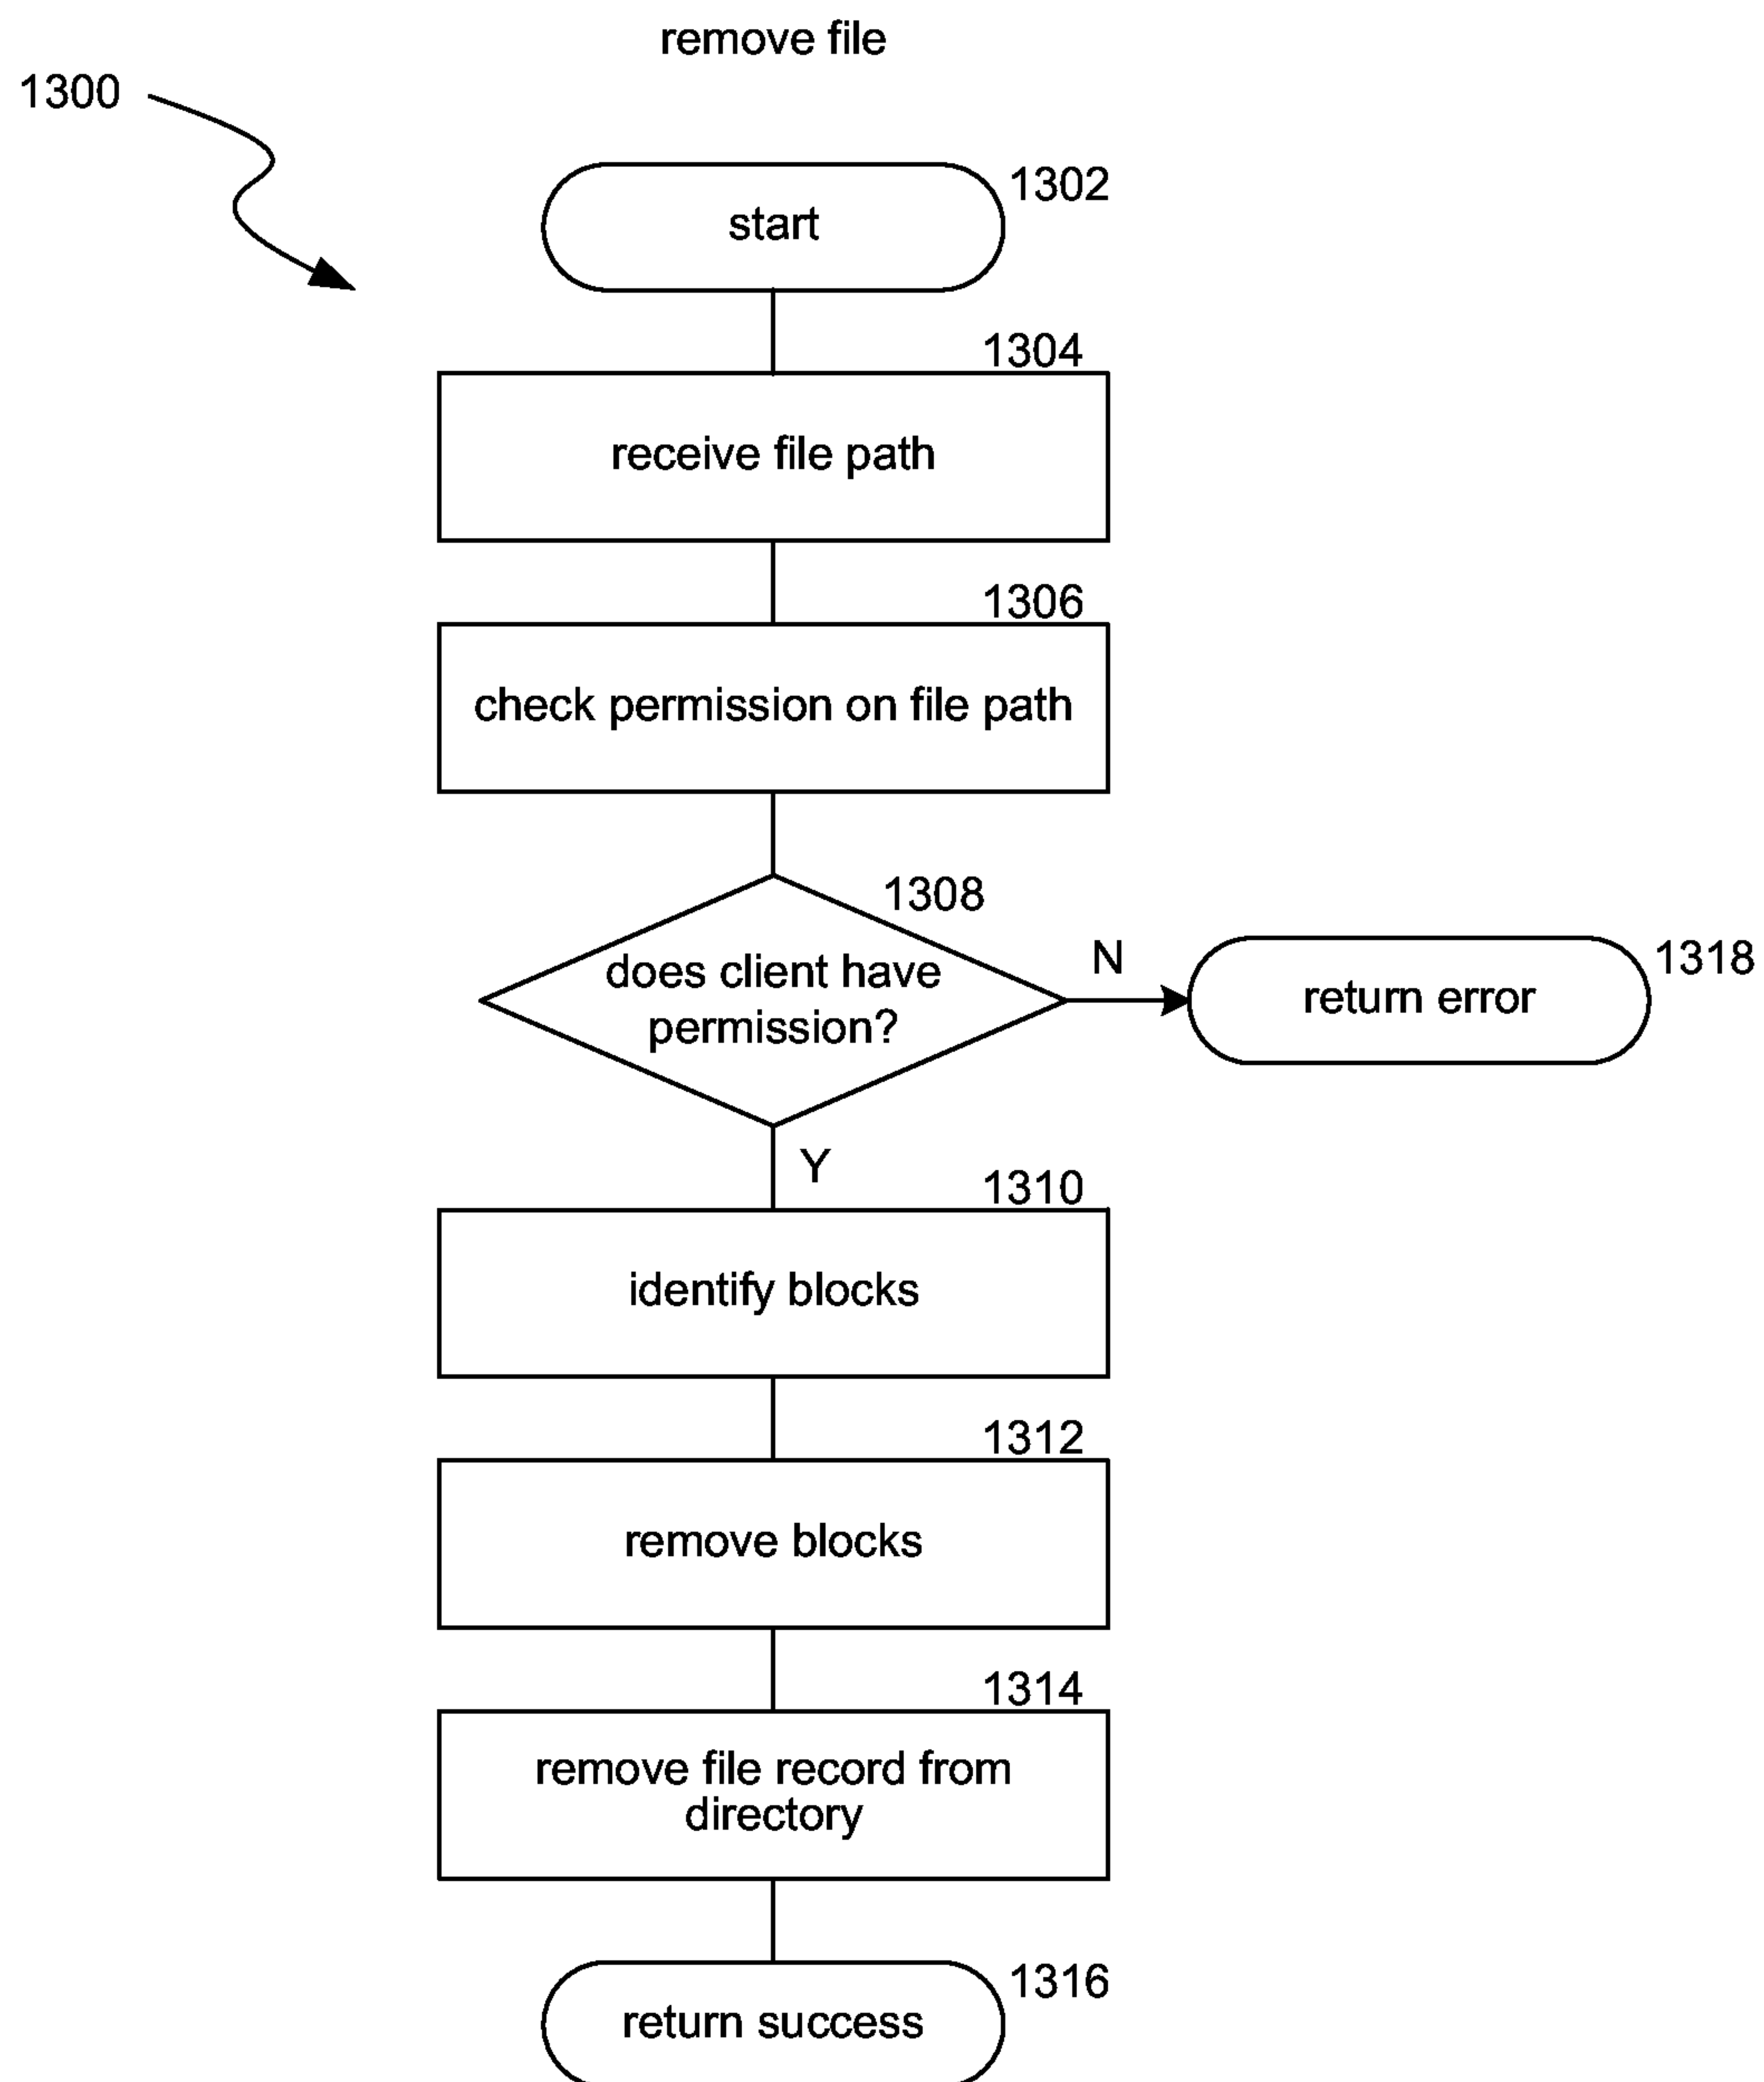 remove file
1300
1302
start
1304
receive file path
1306
check permission on file path
1308
does client have
permission?
N
1318
return error
Y
1310
identify blocks
1312
remove blocks
1314
remove file record from
directory
1316
return success